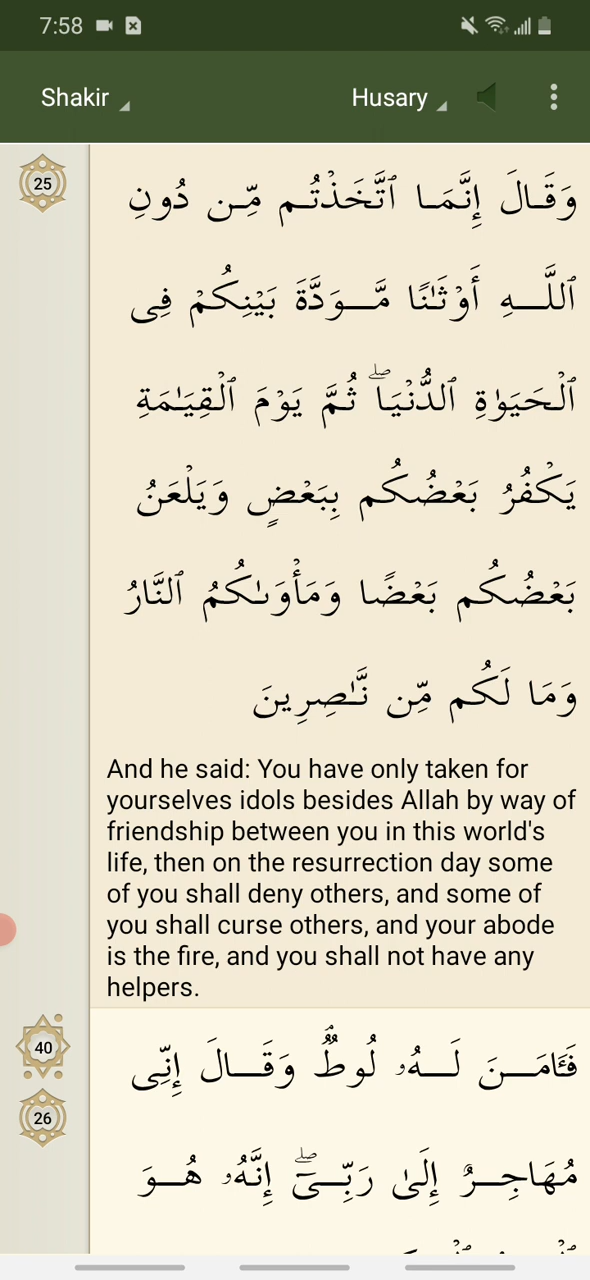 7:58
Shakir
Husary
25
وَقَالَ إِنَّمَا ٱتَّخَذْتُم مِّن دُونِ
ٱللَّهِ أَوْثَٰنًا مَّوَدَّةَ بَيْنِكُمْ فِى
ٱلْحَيَوٰةِ ٱلدُّنْيَا ۖ ثُمَّ يَوْمَ ٱلْقِيَٰمَةِ
يَكْفُرُ بَعْضُكُم بِبَعْضٍ وَيَلْعَنُ
بَعْضُكُم بَعْضًا وَمَأْوَىٰكُمُ ٱلنَّارُ
وَمَا لَكُم مِّن نَّٰصِرِينَ
And he said: You have only taken for
yourselves idols besides Allah by way of
friendship between you in this world's
life, then on the resurrection day some
of you shall deny others, and some of
you shall curse others, and your abode
is the fire, and you shall not have any
helpers.
40
26
فَـَٔامَنَ لَهُۥ لُوطٌ ۘ وَقَالَ إِنِّى
مُهَاجِرٌ إِلَىٰ رَبِّىٓ ۖ إِنَّهُۥ هُوَ